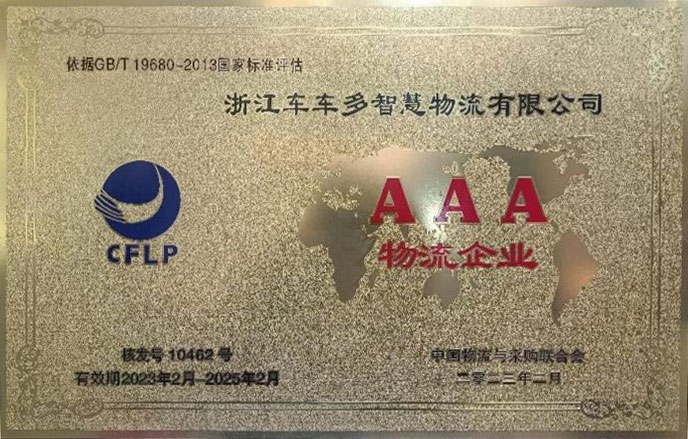 依据GB/T 19680-2013国家标准评估
浙江车车多智慧物流有限公司
CFLP
AAA
物流企业
核发号 10462 号
有效期2023年2月-2025年2月
中国物流与采购联合会
二零二三年二月